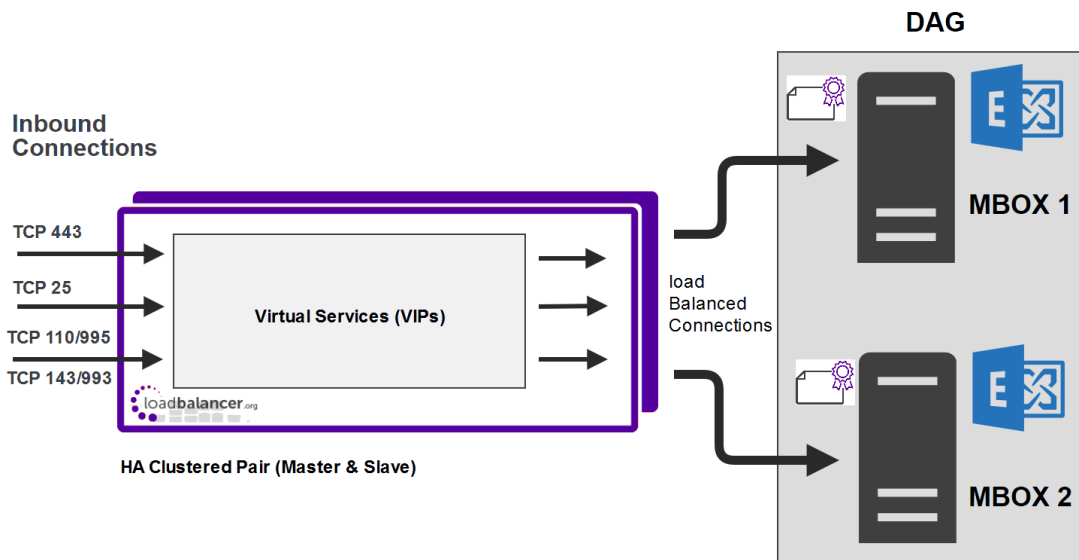 DAG
Inbound
Connections
TCP 443
TCP 25
TCP 110/995
TCP 143/993
Virtual Services (VIPs)
loadbalancer.org
HA Clustered Pair (Master & Slave)
load
Balanced
Connections
E
MBOX 1
E
MBOX 2